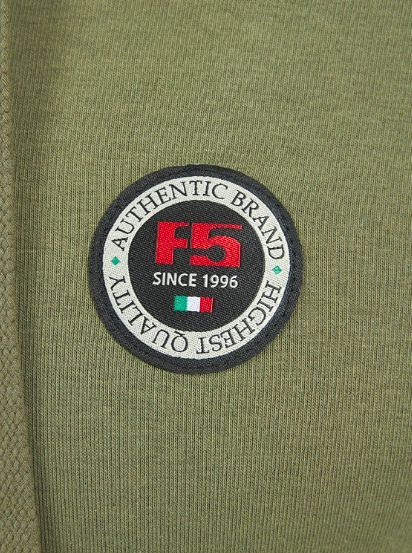 AUTHENTIC BRAND
F5
SINCE 1996
HIGHEST QUALITY